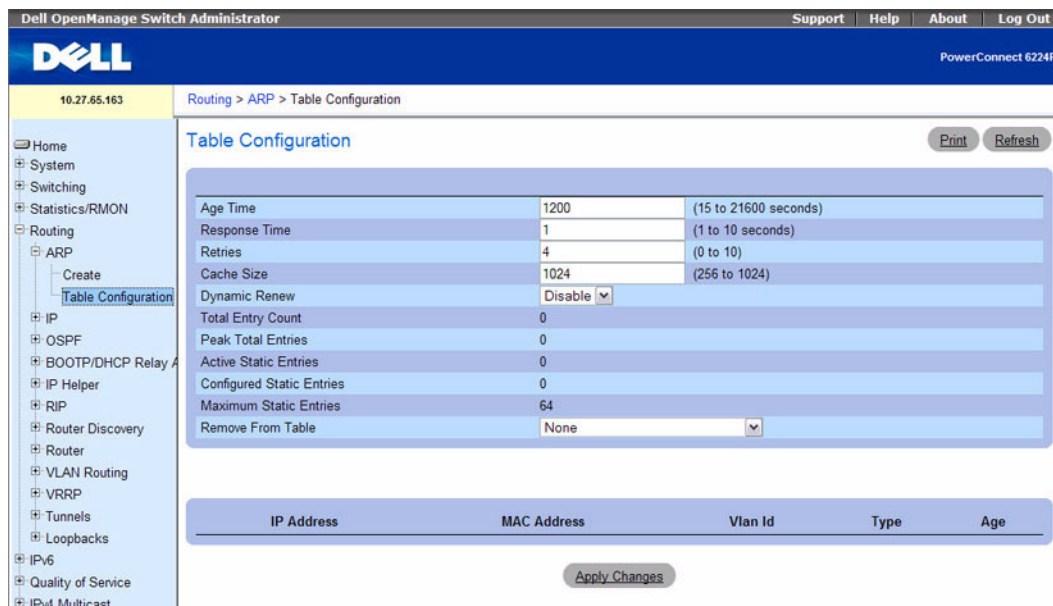 Dell OpenManage Switch Administrator
Support Help About Log Out
DELL
PowerConnect 6224P
10.27.65.163
Routing > ARP > Table Configuration
Home
System
Switching
Statistics/RMON
Routing
ARP
Create
Table Configuration
IP
OSPF
BOOTP/DHCP Relay A
IP Helper
RIP
Router Discovery
Router
VLAN Routing
VRRP
Tunnels
Loopbacks
IPv6
Quality of Service
IPv4 Multicast
Table Configuration
Print Refresh
Age Time 1200 (15 to 21600 seconds)
Response Time 1 (1 to 10 seconds)
Retries 4 (0 to 10)
Cache Size 1024 (256 to 1024)
Dynamic Renew Disable
Total Entry Count 0
Peak Total Entries 0
Active Static Entries 0
Configured Static Entries 0
Maximum Static Entries 64
Remove From Table None
IP Address MAC Address Vlan Id Type Age
Apply Changes